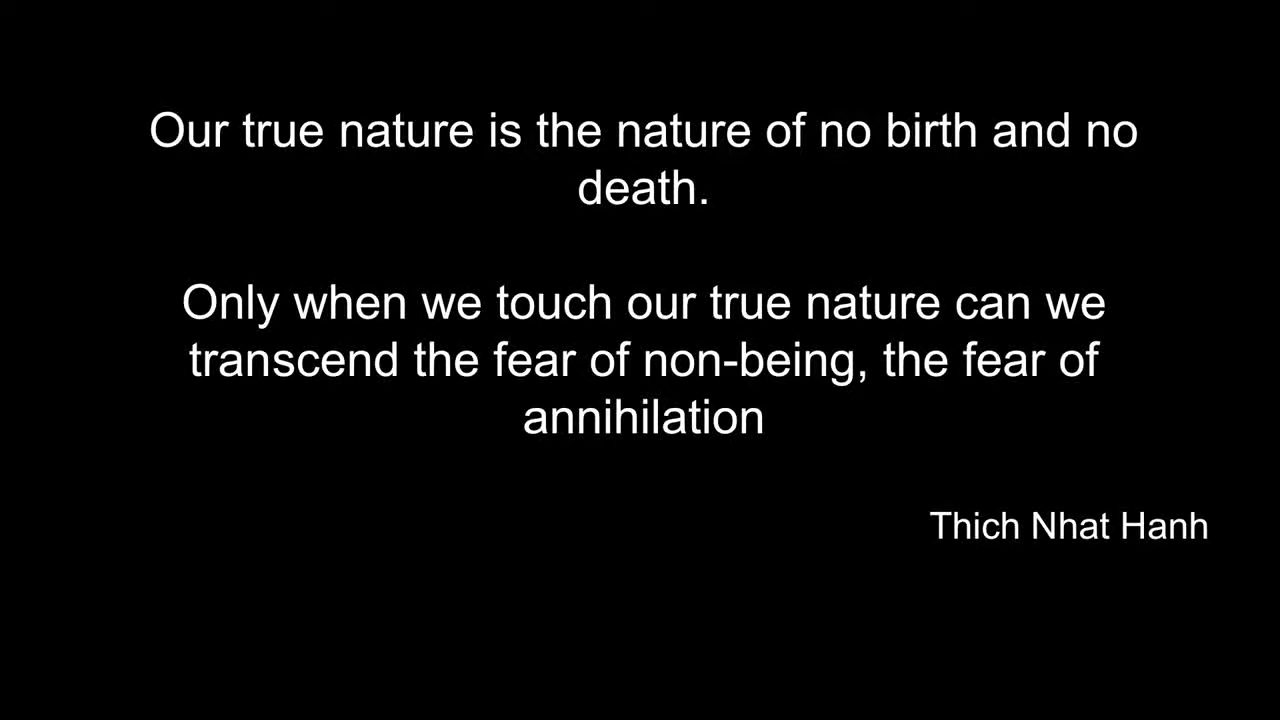 Our true nature is the nature of no birth and no
death.
Only when we touch our true nature can we
transcend the fear of non-being, the fear of
annihilation
Thich Nhat Hanh